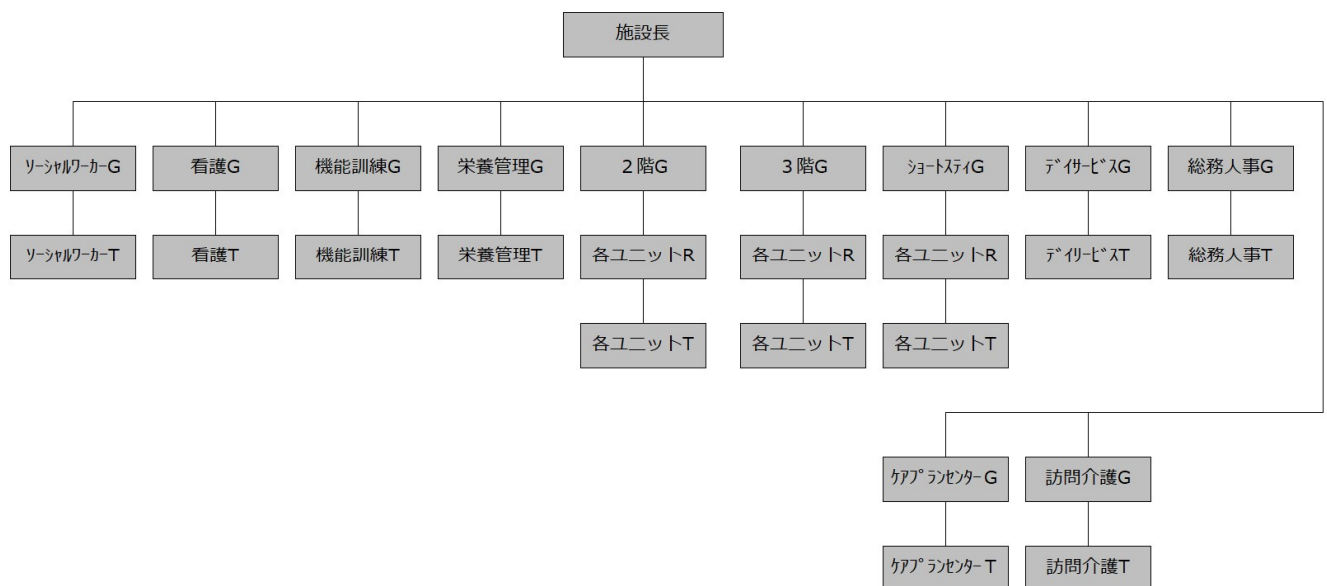 施設長
ｿｰｼｬﾙﾜｰｶｰG
看護G
機能訓練G
栄養管理G
２階G
３階G
ｼｮｰﾄｽﾃｨG
ﾃﾞｲｻｰﾋﾞｽG
総務人事G
ｿｰｼｬﾙﾜｰｶｰT
看護T
機能訓練T
栄養管理T
各ユニットR
各ユニットR
各ユニットR
ﾃﾞｲｻｰﾋﾞｽT
総務人事T
各ユニットT
各ユニットT
各ユニットT
ｹｱﾌﾟﾗﾝｾﾝﾀｰG
訪問介護G
ｹｱﾌﾟﾗﾝｾﾝﾀｰT
訪問介護T